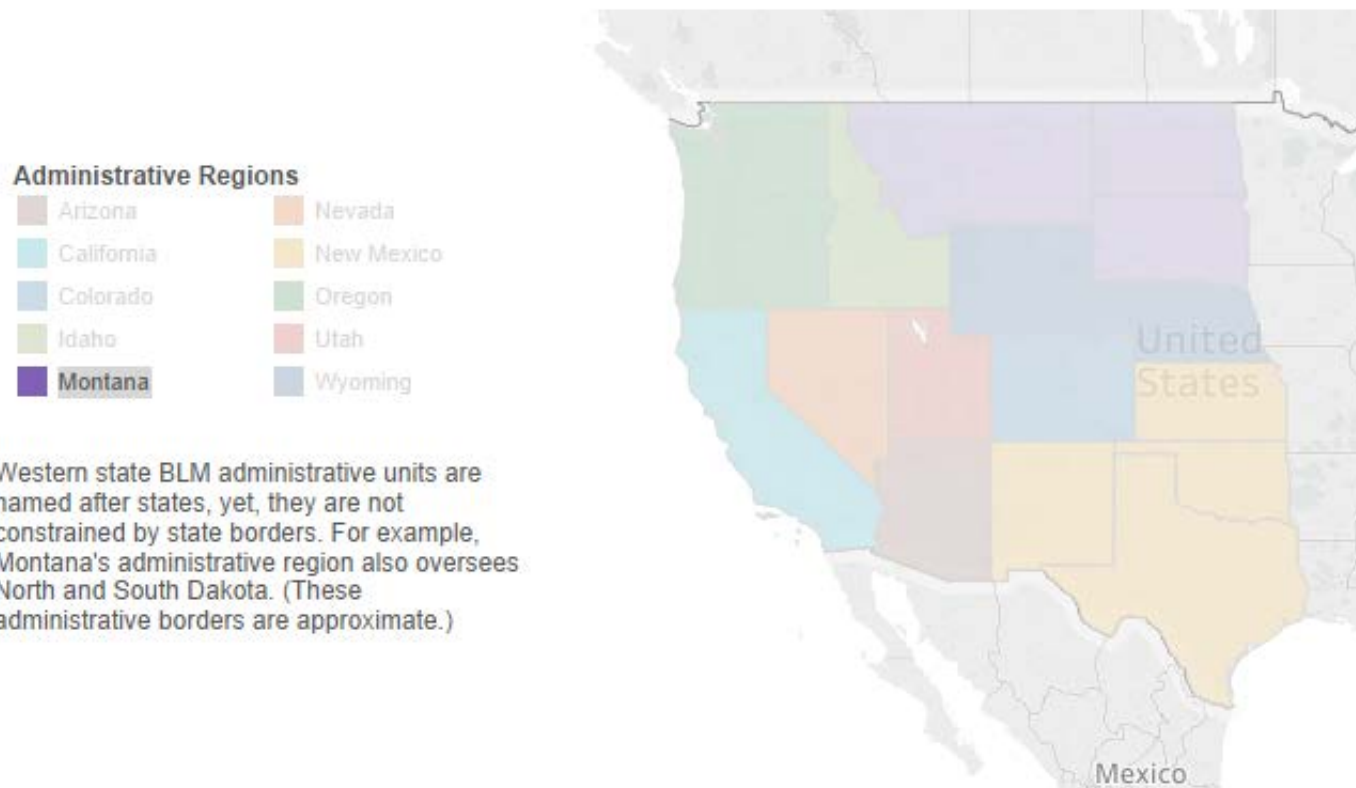 Administrative Regions
Arizona
California
Colorado
Idaho
Montana
Nevada
New Mexico
Oregon
Utah
Wyoming
Western state BLM administrative units are
named after states, yet, they are not
constrained by state borders. For example,
Montana's administrative region also oversees
North and South Dakota. (These
administrative borders are approximate.)
United
States
Mexico